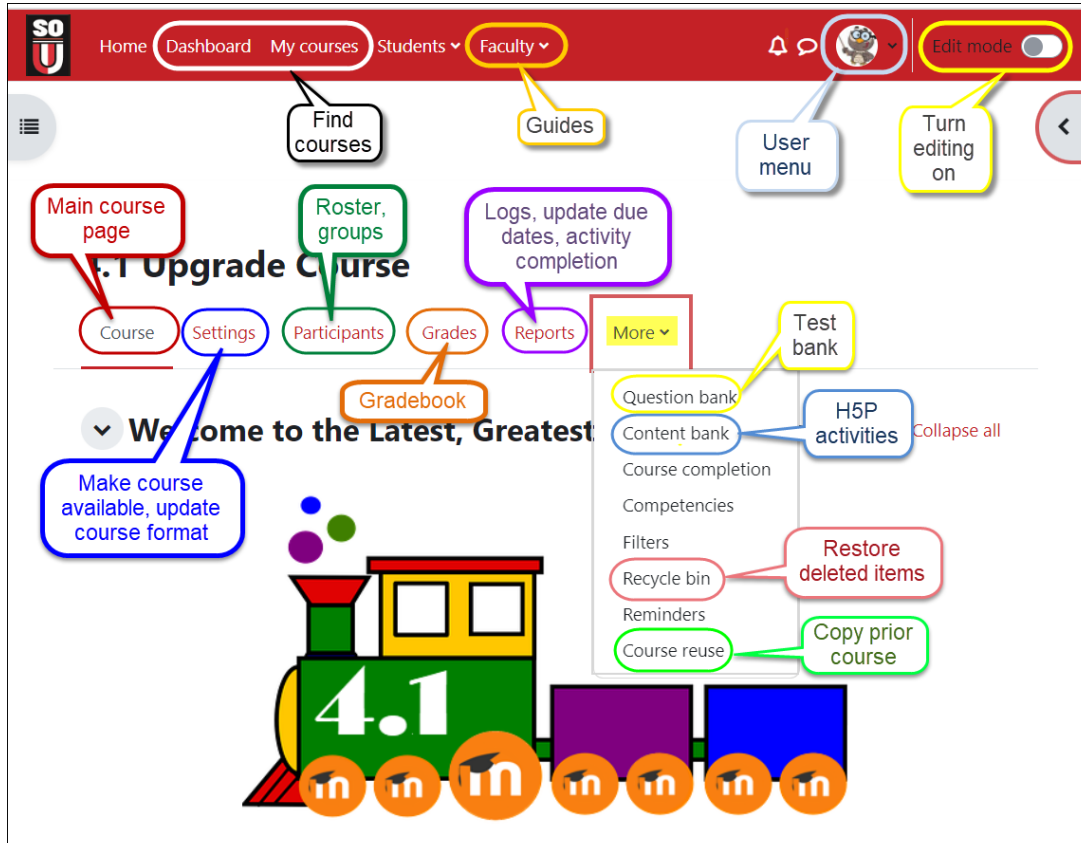 SO
U
Home Dashboard My courses Students Faculty Edit mode
Find
courses
Guides
User
menu
Turn
editing
on
Main course
page
Roster,
groups
Logs, update due
dates, activity
completion
4.1 Upgrade Course
Course Settings Participants Grades Reports More
Test
bank
Gradebook
Question bank
H5P
activities
Welcome to the Latest, Greatest
Content bank
Collapse all
Make course
available, update
course format
Course completion
Competencies
Filters
Restore
deleted items
Recycle bin
Reminders
Copy prior
course
Course reuse
4.1
m m m m m m